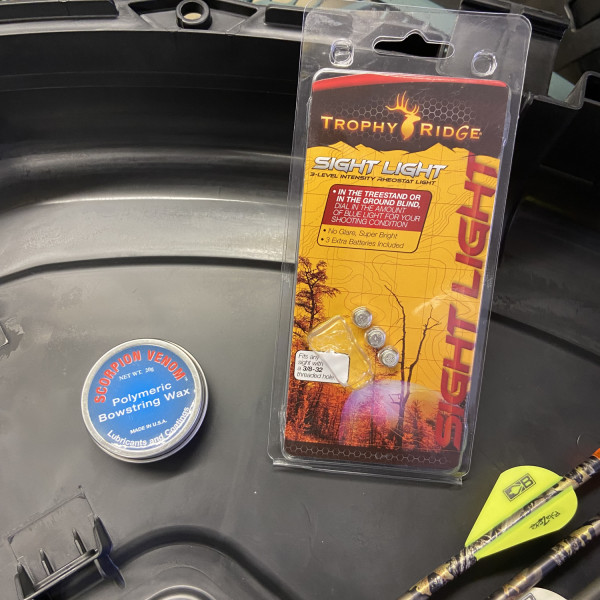 TROPHY RIDGE
SIGHT LIGHT
3-LEVEL INTENSITY RHEOSTAT LIGHT
• IN THE TREESTAND OR
IN THE GROUND BLIND,
DIAL IN THE AMOUNT
OF BLUE LIGHT FOR YOUR
SHOOTING CONDITION
• No Glare, Super Bright
• 3 Extra Batteries Included
Fits any
sight with
a 3/8-32
threaded hole
SIGHT LIGHT
SCORPION VENOM
NET WT. 20g
Polymeric
Bowstring Wax
MADE IN U.S.A.
Lubricants and Coatings
B